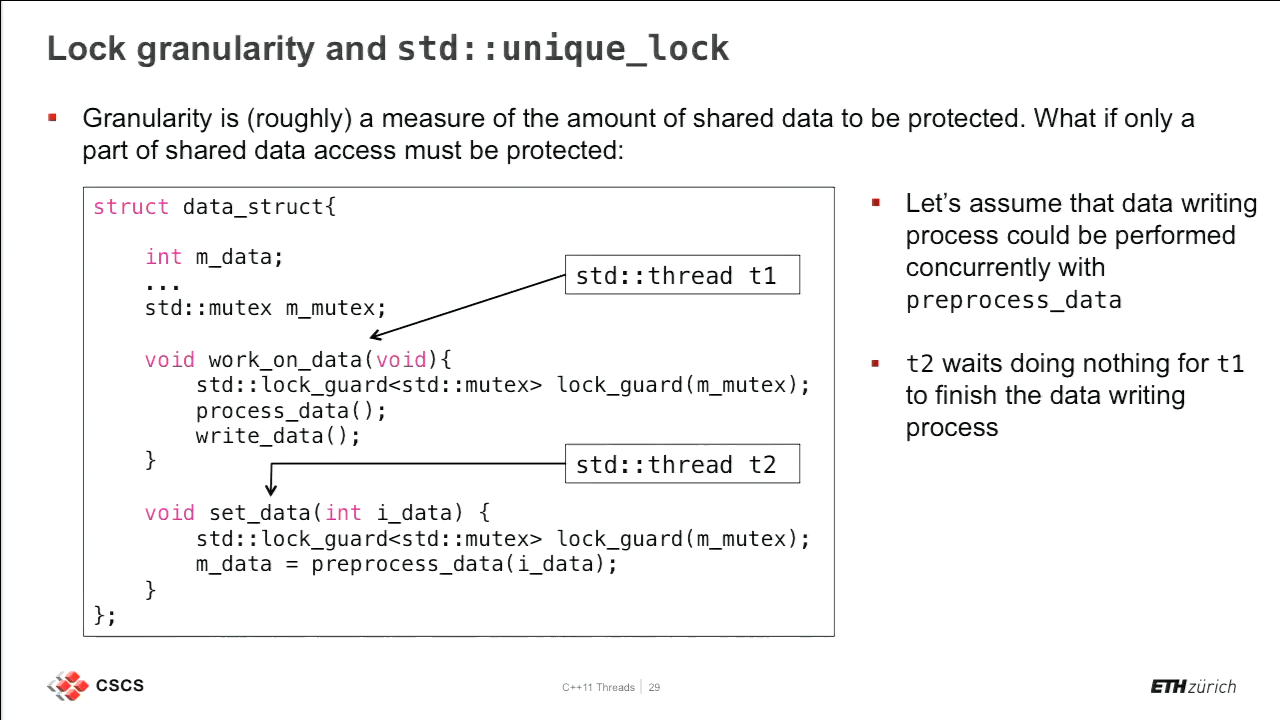 Lock granularity and std::unique_lock
Granularity is (roughly) a measure of the amount of shared data to be protected. What if only a
part of shared data access must be protected:
struct data_struct{
int m_data;
...
std::mutex m_mutex;
std::thread t1
void work_on_data(void){
std::lock_guard<std::mutex> lock_guard(m_mutex);
process_data();
write_data();
}
std::thread t2
void set_data(int i_data) {
std::lock_guard<std::mutex> lock_guard(m_mutex);
m_data = preprocess_data(i_data);
}
};
Let’s assume that data writing
process could be performed
concurrently with
preprocess_data
t2 waits doing nothing for t1
to finish the data writing
process
CSCS
C++11 Threads | 29
ETH zürich